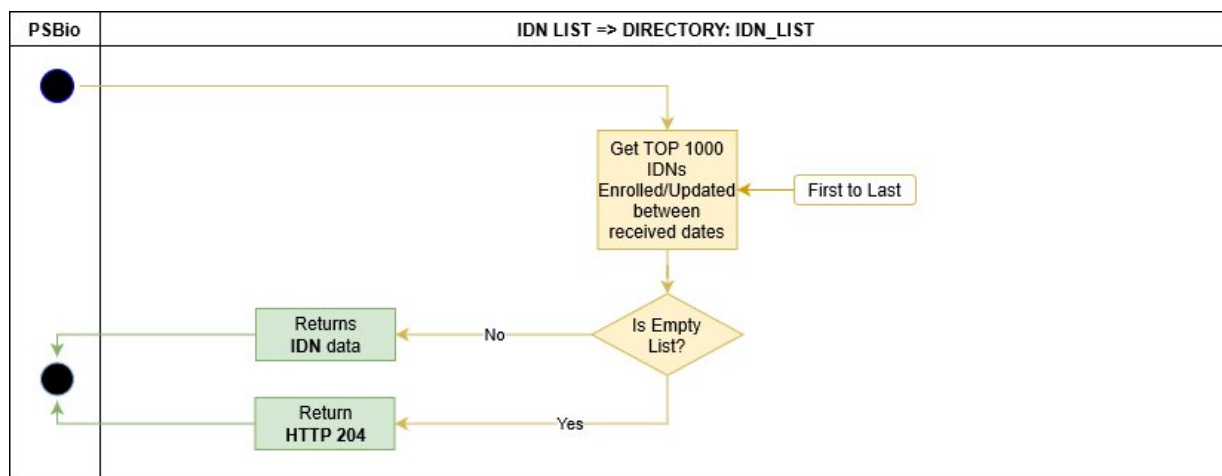 PSBio
IDN LIST => DIRECTORY: IDN_LIST
Get TOP 1000
IDNs
Enrolled/Updated
between
received dates
First to Last
Is Empty
List?
No
Returns
IDN data
Yes
Return
HTTP 204